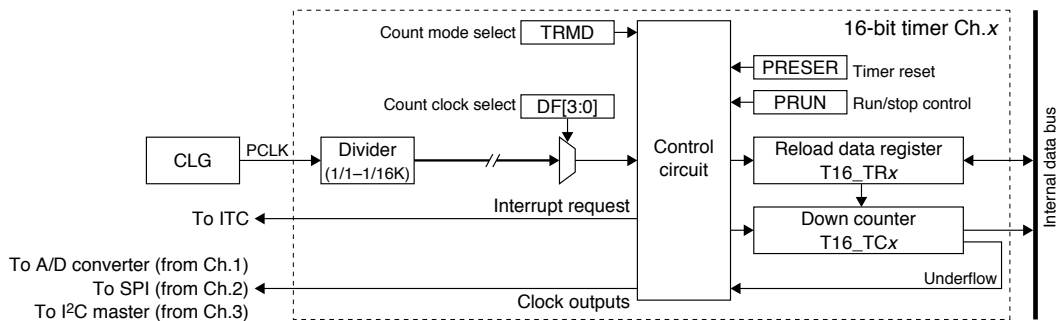 Count mode select
TRMD
16-bit timer Ch.x
PRESER
Timer reset
Count clock select
DF[3:0]
PRUN
Run/stop control
CLG
PCLK
Divider
(1/1–1/16K)
Control
circuit
Reload data register
T16_TRx
Internal data bus
To ITC
Interrupt request
Down counter
T16_TCx
To A/D converter (from Ch.1)
To SPI (from Ch.2)
To I²C master (from Ch.3)
Clock outputs
Underflow